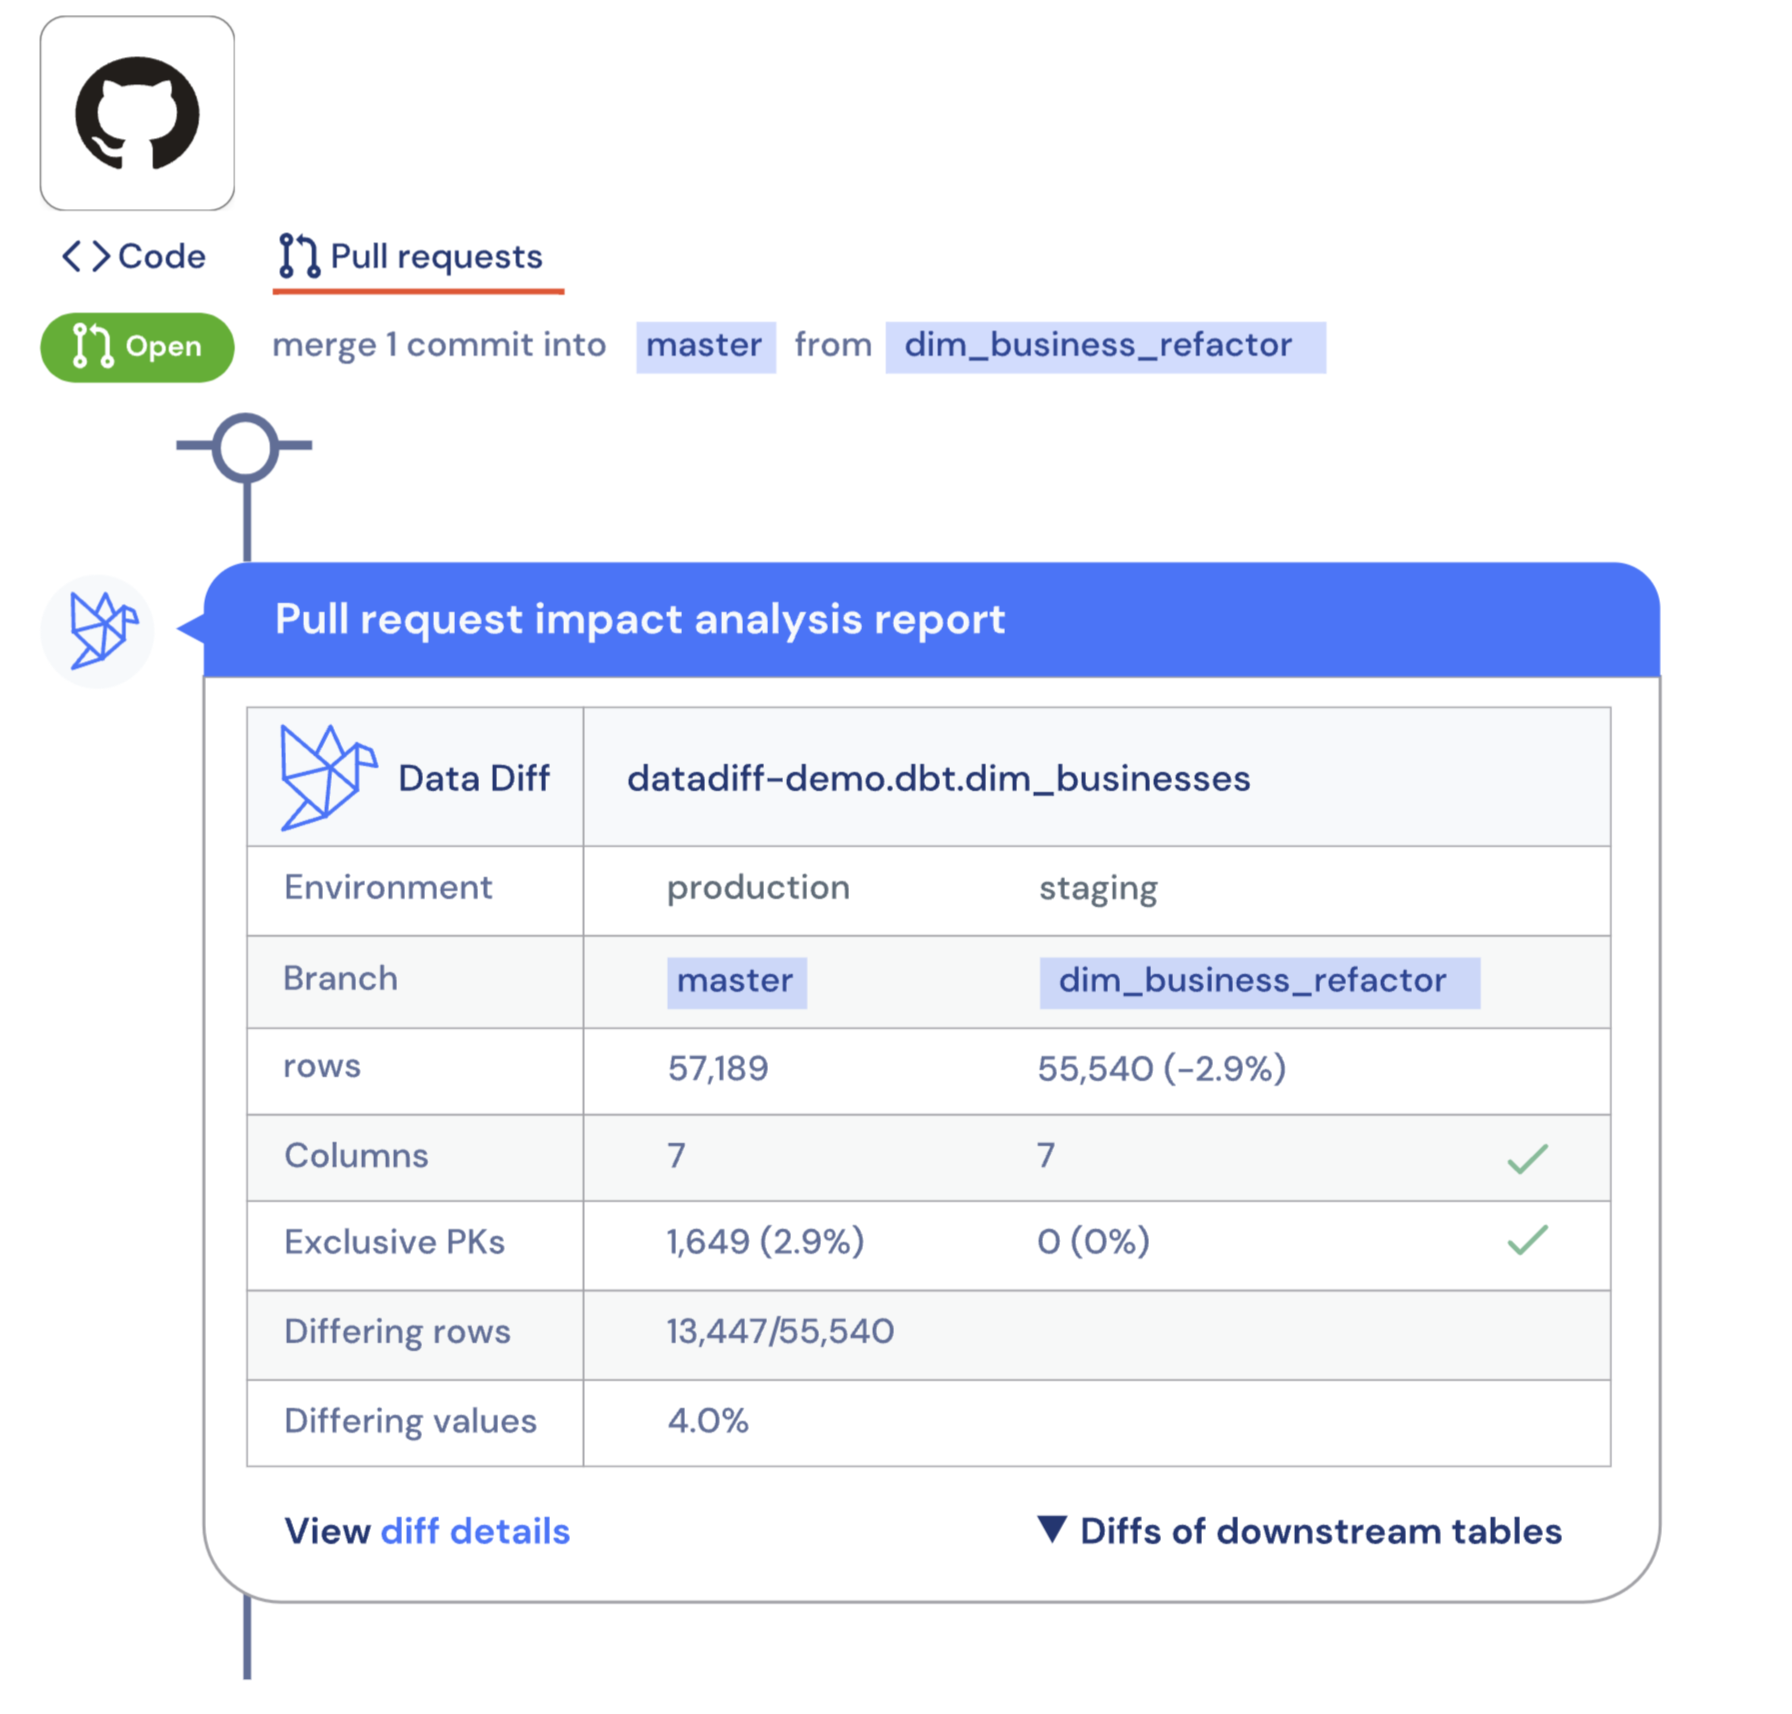 Code Pull requests
Open merge 1 commit into master from dim_business_refactor
Pull request impact analysis report
Data Diff datadiff-demo.dbt.dim_businesses
Environment production staging
Branch master dim_business_refactor
rows 57,189 55,540 (-2.9%)
Columns 7 7
Exclusive PKs 1,649 (2.9%) 0 (0%)
Differing rows 13,447/55,540
Differing values 4.0%
View diff details ▼ Diffs of downstream tables